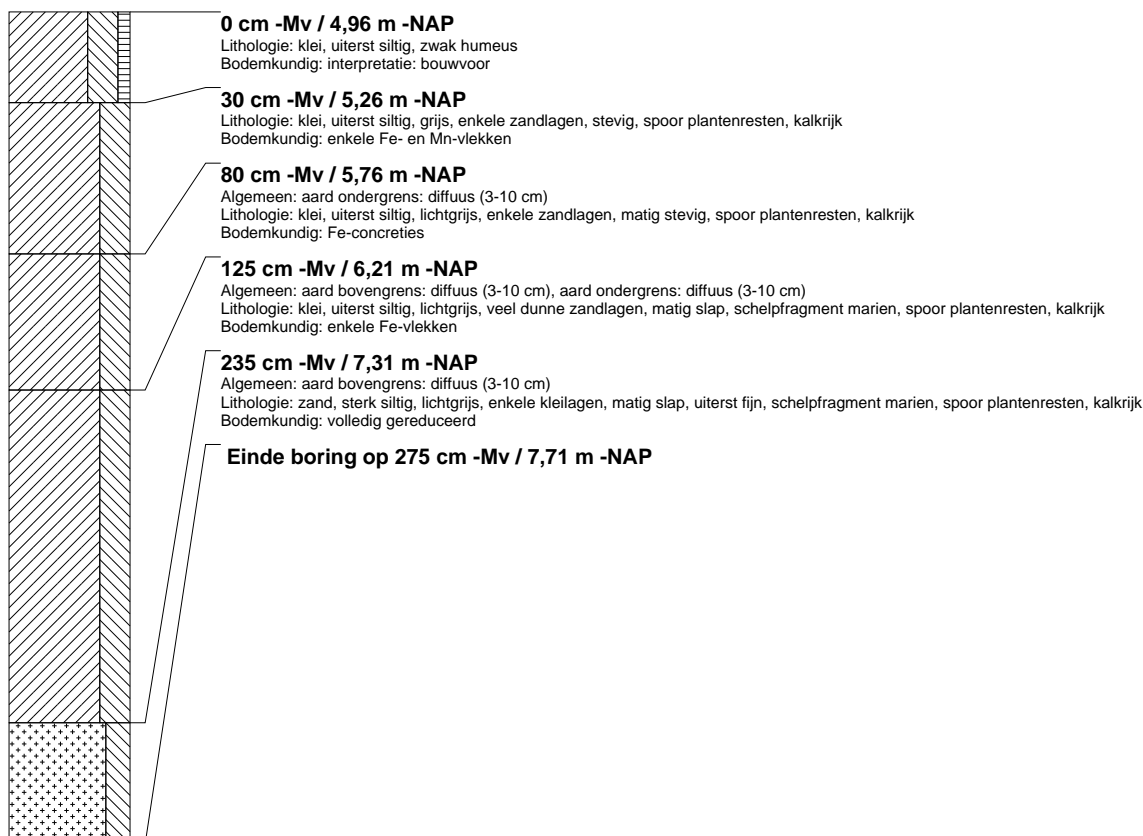 0 cm -Mv / 4,96 m -NAP
Lithologie: klei, uiterst siltig, zwak humeus
Bodemkundig: interpretatie: bouwvoor
30 cm -Mv / 5,26 m -NAP
Lithologie: klei, uiterst siltig, grijs, enkele zandlagen, stevig, spoor plantenresten, kalkrijk
Bodemkundig: enkele Fe- en Mn-vlekken
80 cm -Mv / 5,76 m -NAP
Algemeen: aard ondergrens: diffuus (3-10 cm)
Lithologie: klei, uiterst siltig, lichtgrijs, enkele zandlagen, matig stevig, spoor plantenresten, kalkrijk
Bodemkundig: Fe-concreties
125 cm -Mv / 6,21 m -NAP
Algemeen: aard bovengrens: diffuus (3-10 cm), aard ondergrens: diffuus (3-10 cm)
Lithologie: klei, uiterst siltig, lichtgrijs, veel dunne zandlagen, matig slap, schelpfragment marien, spoor plantenresten, kalkrijk
Bodemkundig: enkele Fe-vlekken
235 cm -Mv / 7,31 m -NAP
Algemeen: aard bovengrens: diffuus (3-10 cm)
Lithologie: zand, sterk siltig, lichtgrijs, enkele kleilagen, matig slap, uiterst fijn, schelpfragment marien, spoor plantenresten, kalkrijk
Bodemkundig: volledig gereduceerd
Einde boring op 275 cm -Mv / 7,71 m -NAP